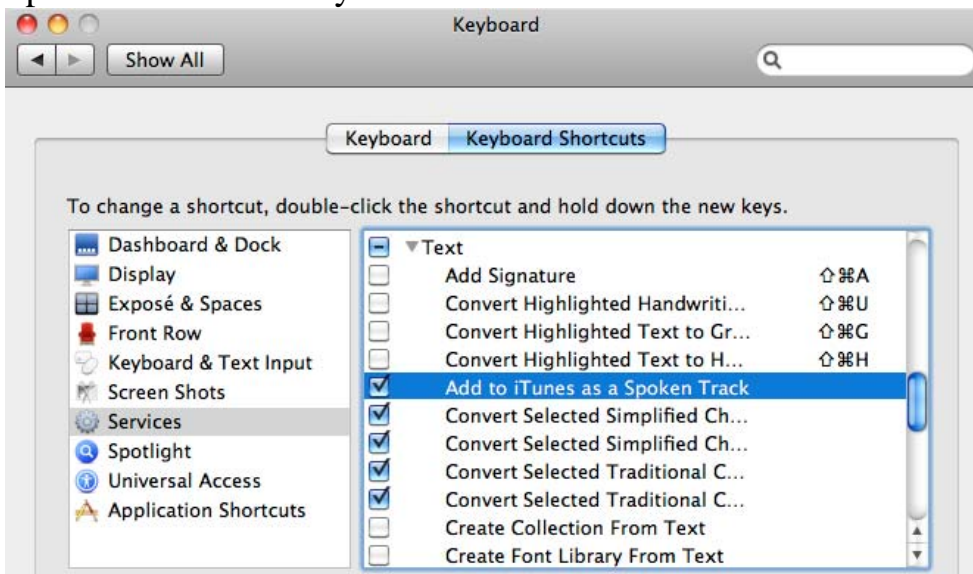 Keyboard
Show All
Keyboard Keyboard Shortcuts
To change a shortcut, double-click the shortcut and hold down the new keys.
Dashboard & Dock
Display
Exposé & Spaces
Front Row
Keyboard & Text Input
Screen Shots
Services
Spotlight
Universal Access
Application Shortcuts
Text
Add Signature ⇧⌘A
Convert Highlighted Handwriti... ⇧⌘U
Convert Highlighted Text to Gr... ⇧⌘G
Convert Highlighted Text to H... ⇧⌘H
Add to iTunes as a Spoken Track
Convert Selected Simplified Ch...
Convert Selected Simplified Ch...
Convert Selected Traditional C...
Convert Selected Traditional C...
Create Collection From Text
Create Font Library From Text